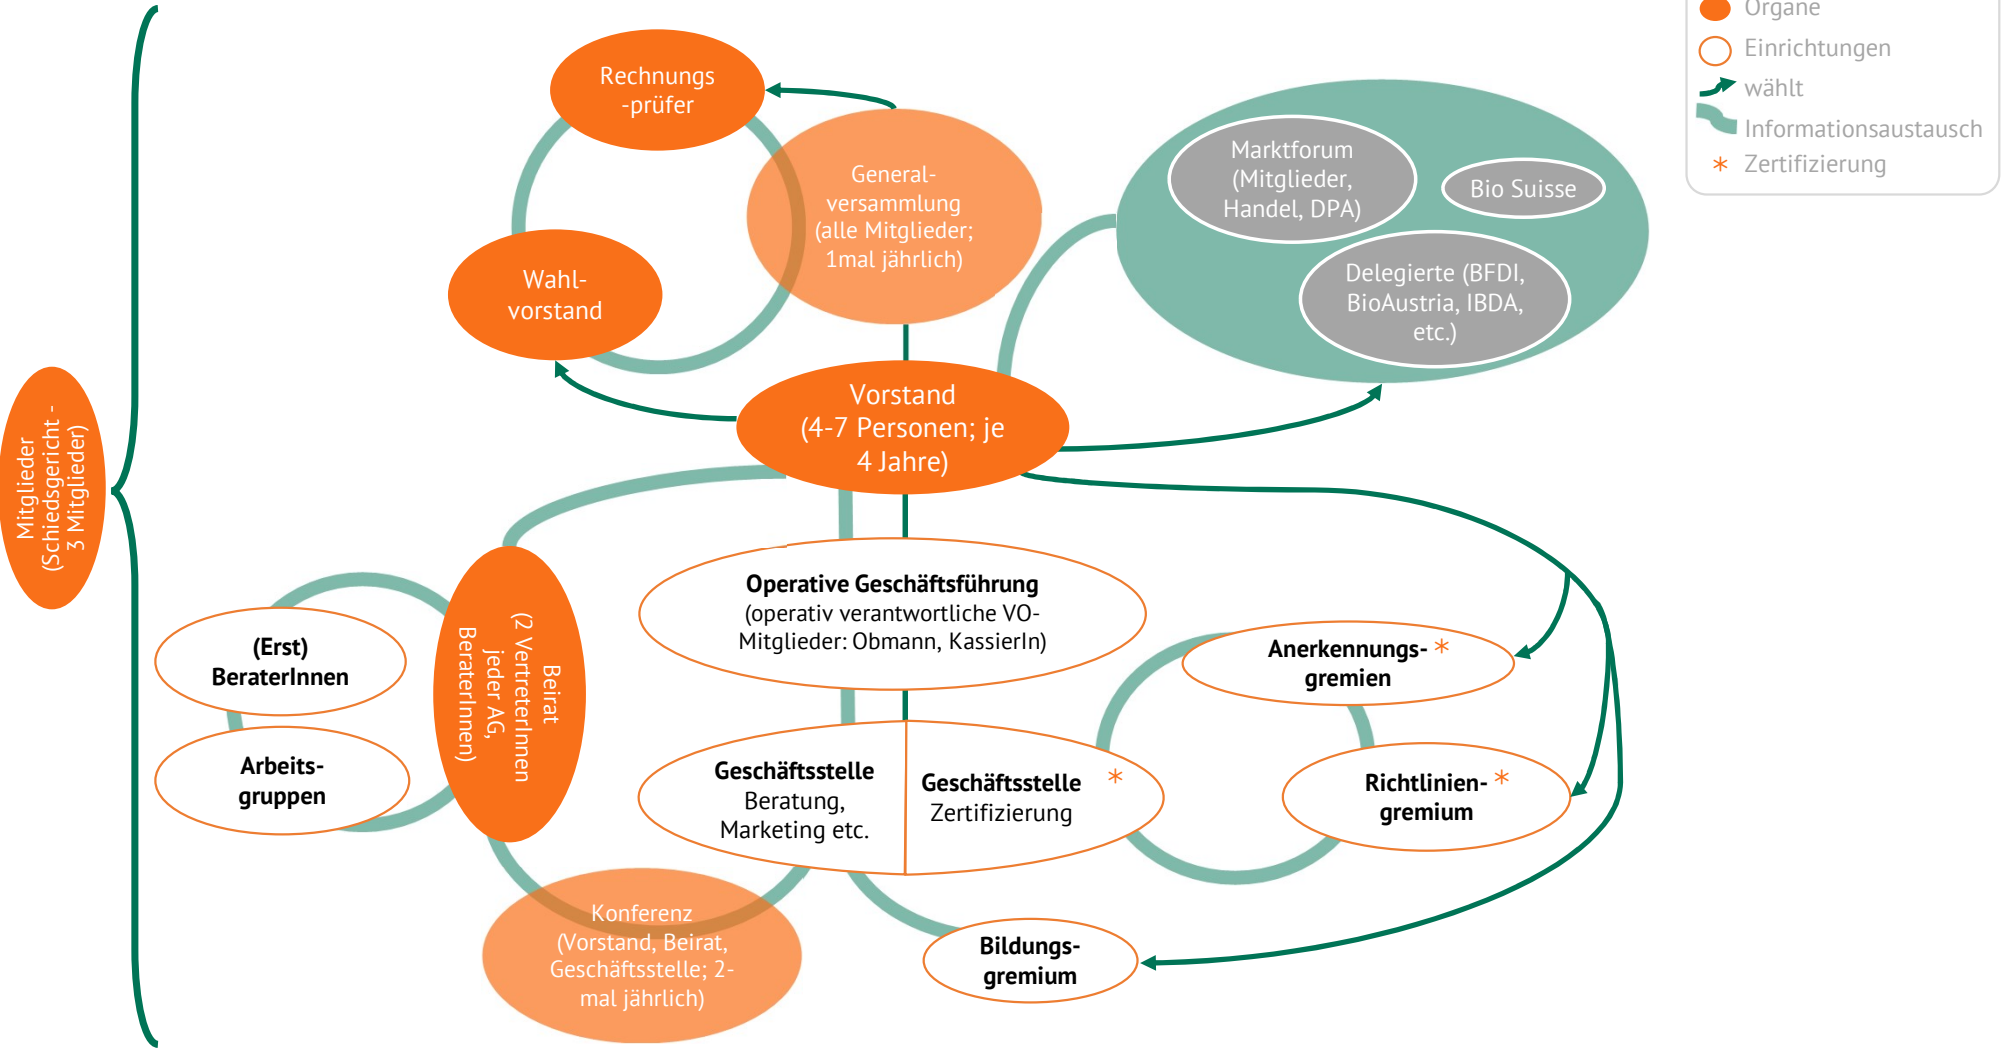 Organe
Einrichtungen
wählt
Informationsaustausch
* Zertifizierung
Rechnungs
-prüfer
General-
versammlung
(alle Mitglieder;
1mal jährlich)
Wahl-
vorstand
Marktforum
(Mitglieder,
Handel, DPA)
Bio Suisse
Delegierte (BFDI,
BioAustria, IBDA,
etc.)
Vorstand
(4-7 Personen; je
4 Jahre)
Mitglieder
(Schiedsgericht -
3 Mitglieder)
Operative Geschäftsführung
(operativ verantwortliche VO-
Mitglieder: Obmann, KassierIn)
(Erst)
BeraterInnen
Arbeits-
gruppen
Beirat
(2 VertreterInnen
jeder AG,
BeraterInnen)
Anerkennungs- *
gremien
Geschäftsstelle
Beratung,
Marketing etc.
Geschäftsstelle *
Zertifizierung
Richtlinien- *
gremium
Konferenz
(Vorstand, Beirat,
Geschäftsstelle; 2-
mal jährlich)
Bildungs-
gremium